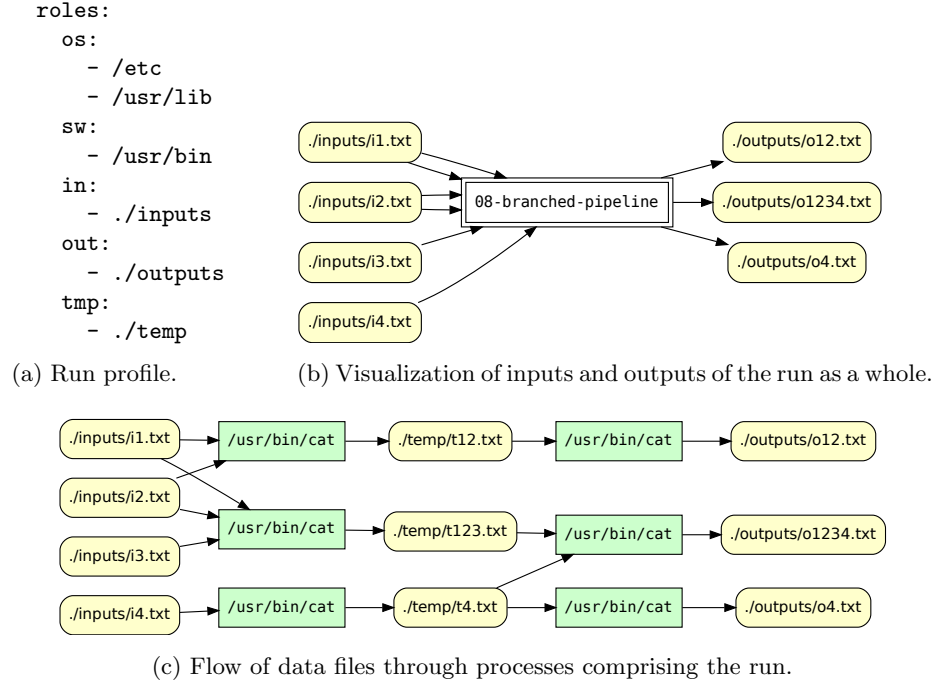 roles:
os:
- /etc
- /usr/lib
sw:
- /usr/bin
in:
- ./inputs
out:
- ./outputs
tmp:
- ./temp
(a) Run profile.
./inputs/i1.txt
./inputs/i2.txt
./inputs/i3.txt
./inputs/i4.txt
08-branched-pipeline
./outputs/o12.txt
./outputs/o1234.txt
./outputs/o4.txt
(b) Visualization of inputs and outputs of the run as a whole.
./inputs/i1.txt /usr/bin/cat ./temp/t12.txt /usr/bin/cat ./outputs/o12.txt
./inputs/i2.txt
/usr/bin/cat ./temp/t123.txt /usr/bin/cat ./outputs/o1234.txt
./inputs/i3.txt
./inputs/i4.txt /usr/bin/cat ./temp/t4.txt /usr/bin/cat ./outputs/o4.txt
(c) Flow of data files through processes comprising the run.